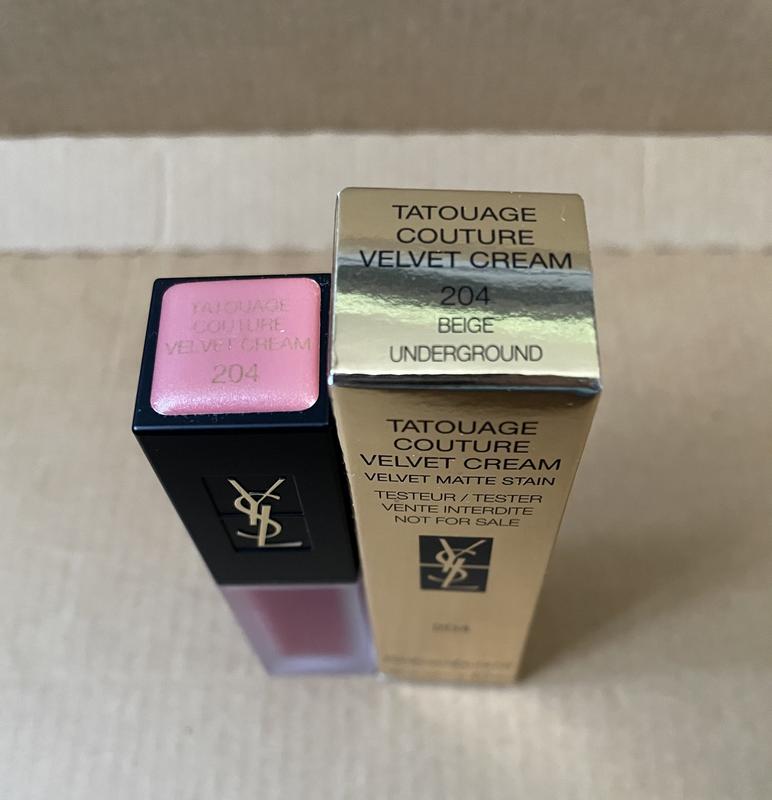 TATOUAGE
COUTURE
VELVET CREAM
204
YSL
TATOUAGE
COUTURE
VELVET CREAM
204
BEIGE
UNDERGROUND
TATOUAGE
COUTURE
VELVET CREAM
VELVET MATTE STAIN
TESTEUR / TESTER
VENTE INTERDITE
NOT FOR SALE
YSL
204